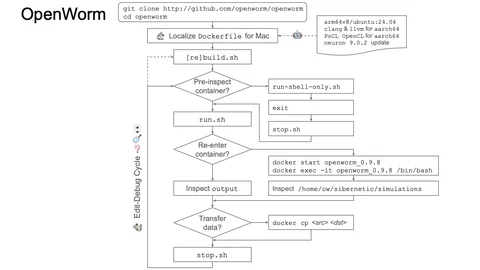 OpenWorm
git clone http://github.com/openworm/openworm
cd openworm
Localize Dockerfile for Mac
arm64v8/ubuntu:24.04
clang & llvm for aarch64
PoCL OpenCL for aarch64
neuron 9.0.2 update
[re]build.sh
Pre-inspect
container?
run-shell-only.sh
exit
stop.sh
run.sh
Re-enter
container?
docker start openworm_0.9.8
docker exec -it openworm_0.9.8 /bin/bash
Inspect output
Inspect /home/ow/sibernetic/simulations
Transfer
data?
docker cp <src> <dst>
stop.sh
Edit-Debug Cycle